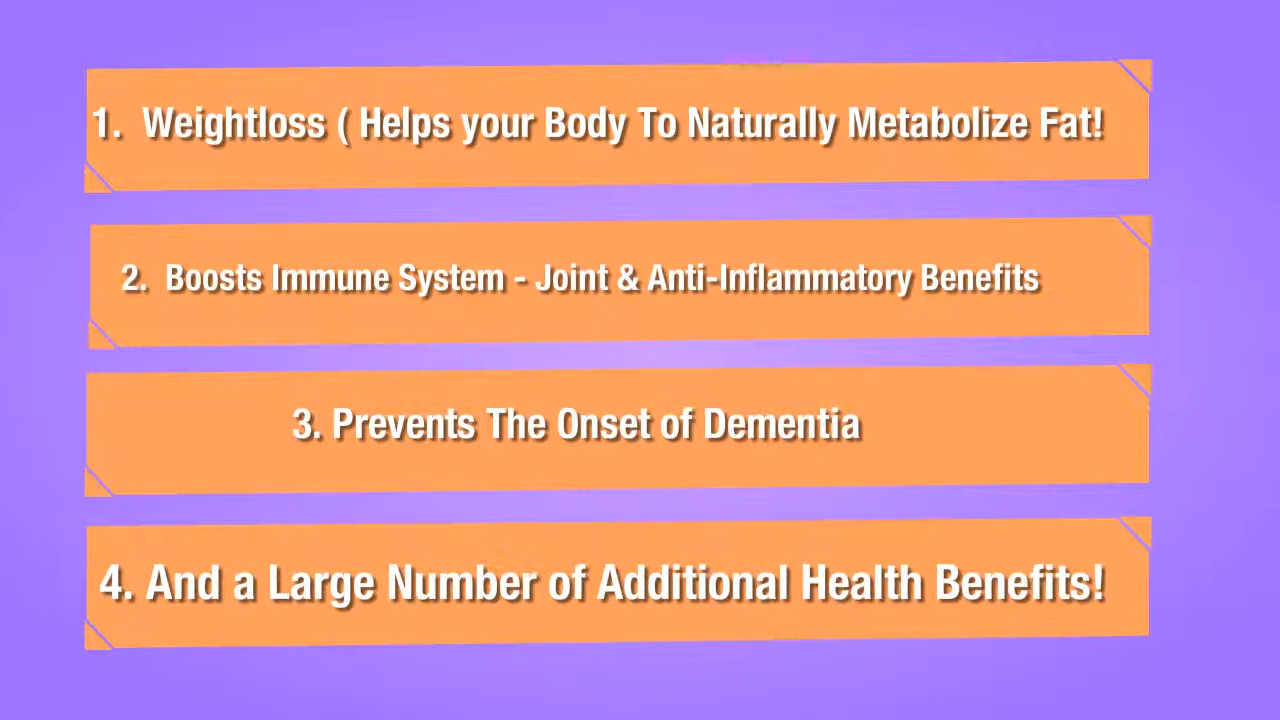 1. Weightloss ( Helps your Body To Naturally Metabolize Fat!
2. Boosts Immune System - Joint & Anti-Inflammatory Benefits
3. Prevents The Onset of Dementia
4. And a Large Number of Additional Health Benefits!